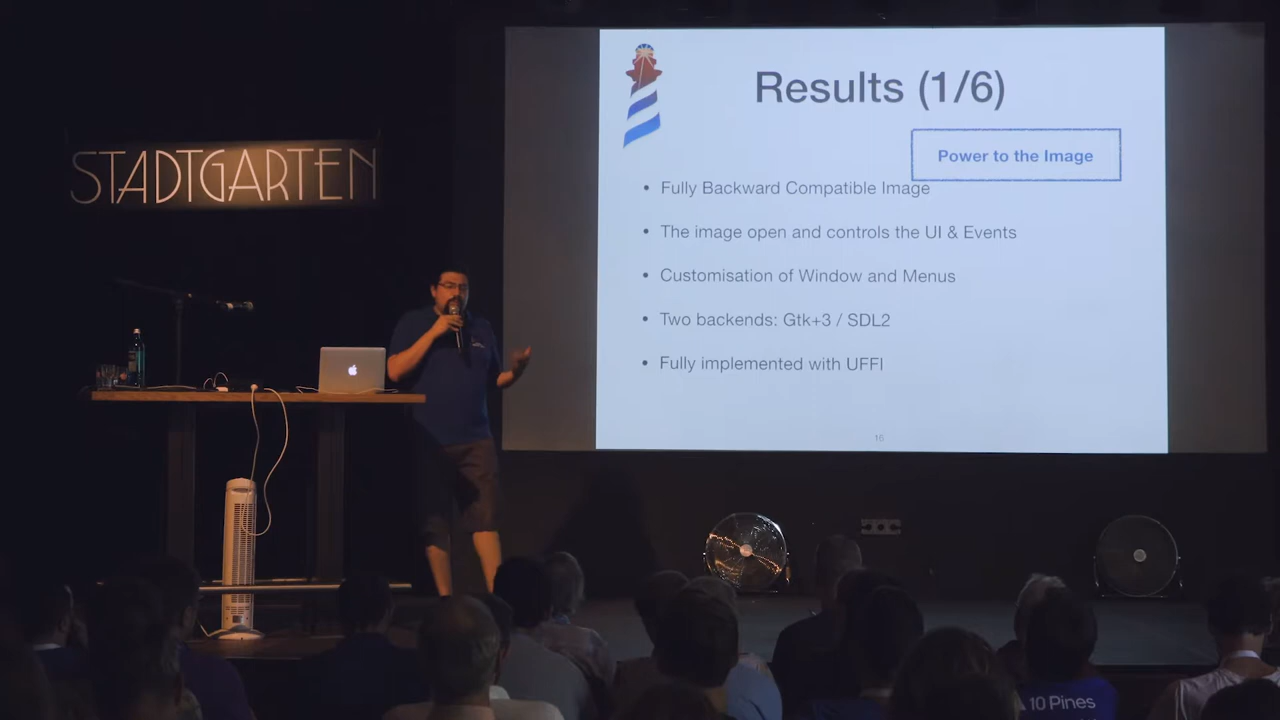 STADTGARTEN
Results (1/6)
Power to the Image
• Fully Backward Compatible Image
• The image open and controls the UI & Events
• Customisation of Window and Menus
• Two backends: Gtk+3 / SDL2
• Fully implemented with UFFI
16
10 Pines